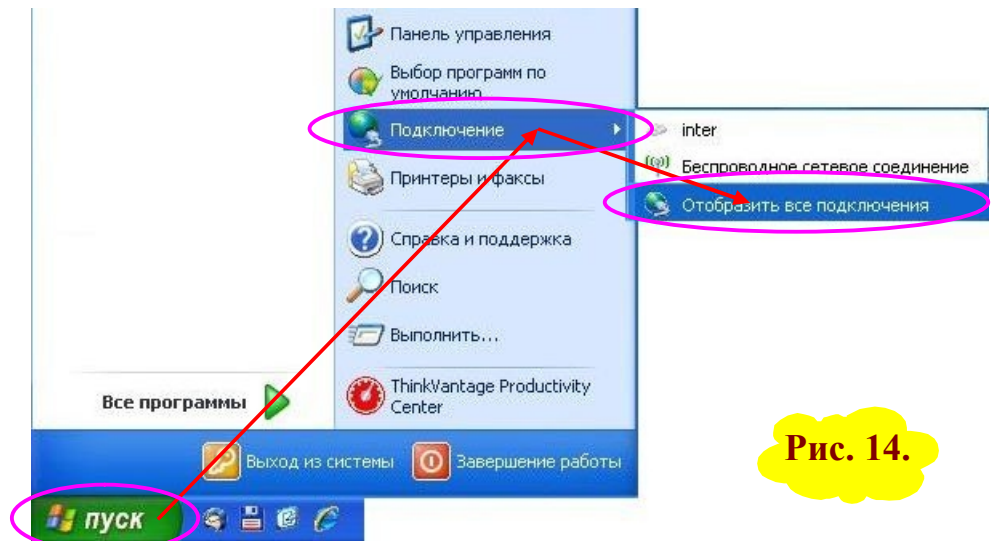 Панель управления
Выбор программ по
умолчанию
Подключение
inter
Беспроводное сетевое соединение
Отобразить все подключения
Принтеры и факсы
Справка и поддержка
Поиск
Выполнить...
ThinkVantage Productivity
Center
Все программы
Выход из системы
Завершение работы
пуск
Рис. 14.